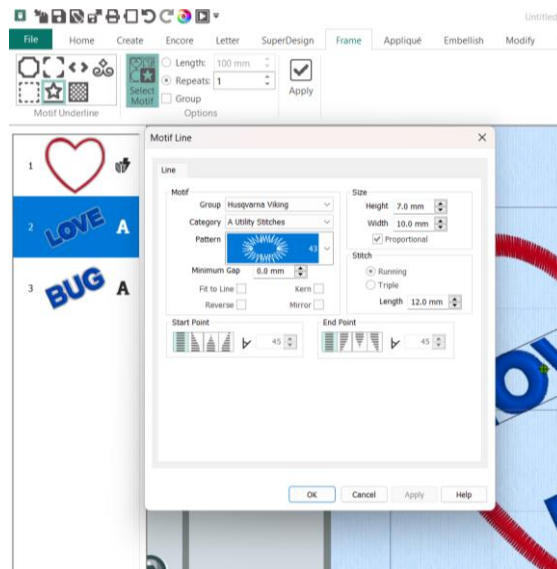 Untitled
File Home Create Encore Letter SuperDesign Frame Appliqué Embellish Modify
Length: 100 mm
Repeats: 1
Group
Select Motif
Apply
Motif Underline
Options
1
2 LOVE A
3 BUG A
Motif Line
Line
Motif
Group Husqvarna Viking
Category A Utility Stitches
Pattern 43
Minimum Gap 0.0 mm
Fit to Line Kern
Reverse Mirror
Size
Height 7.0 mm
Width 10.0 mm
Proportional
Stitch
Running
Triple
Length 12.0 mm
Start Point
45
End Point
45
OK Cancel Apply Help